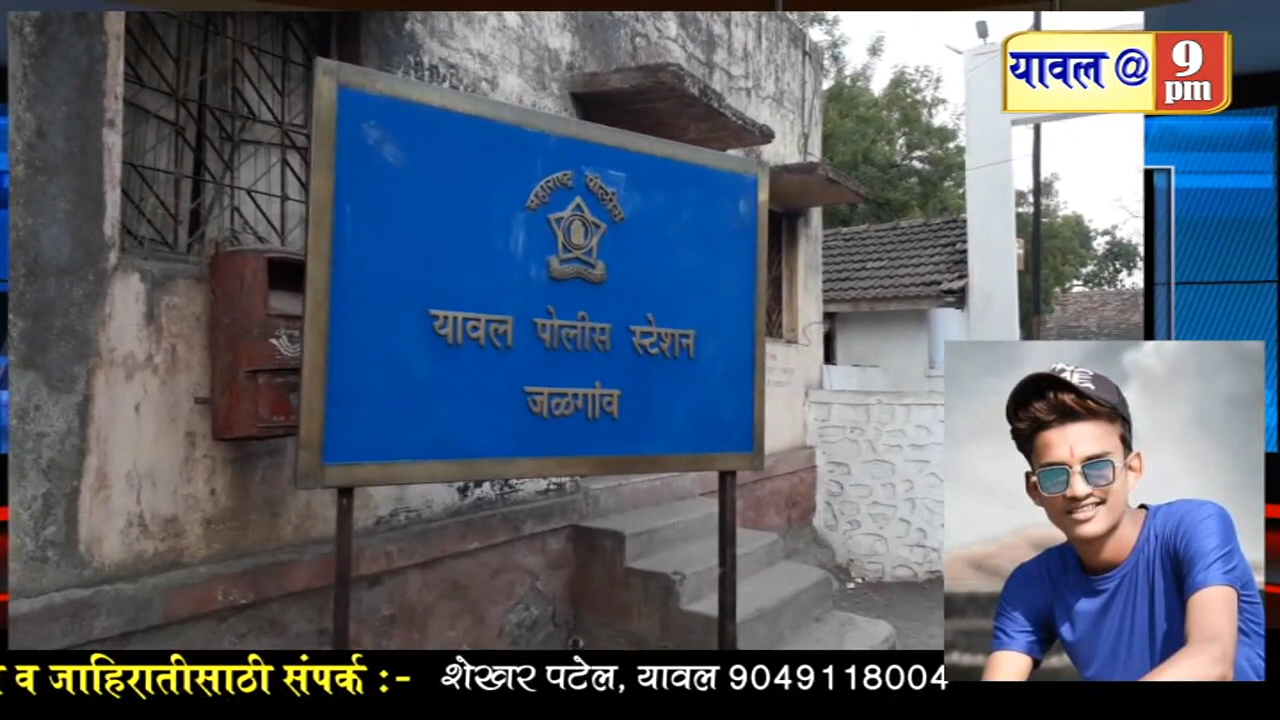 यावल @ 9 pm
महाराष्ट्र पोलीस
यावल पोलीस स्टेशन
जळगांव
व जाहिरातीसाठी संपर्क :- शेखर पटेल, यावल 9049118004